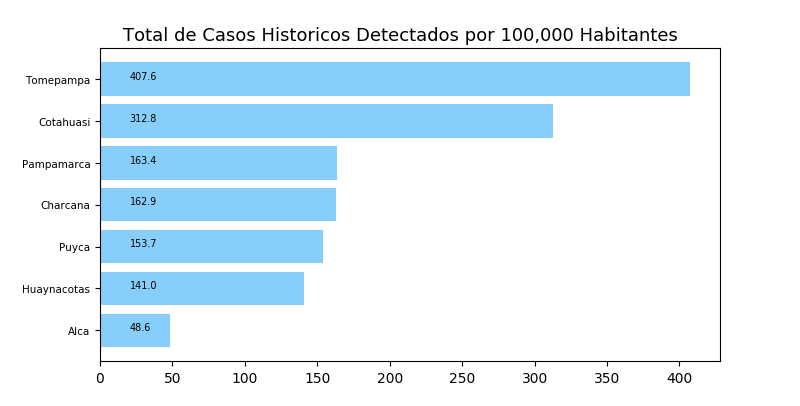 Total de Casos Historicos Detectados por 100,000 Habitantes
Tomepampa 407.6
Cotahuasi 312.8
Pampamarca 163.4
Charcana 162.9
Puyca 153.7
Huaynacotas 141.0
Alca 48.6
0 50 100 150 200 250 300 350 400